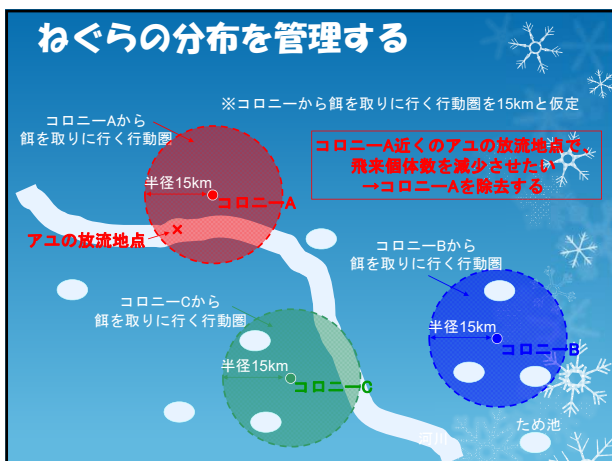 ねぐらの分布を管理する
※コロニーから餌を取りに行く行動圏を15kmと仮定
コロニーAから
餌を取りに行く行動圏
コロニーA近くのアユの放流地点で、
飛来個体数を減少させたい
→コロニーAを除去する
半径15km
コロニーA
アユの放流地点
コロニーBから
餌を取りに行く行動圏
コロニーCから
餌を取りに行く行動圏
半径15km
コロニーB
半径15km
コロニーC
ため池
河川